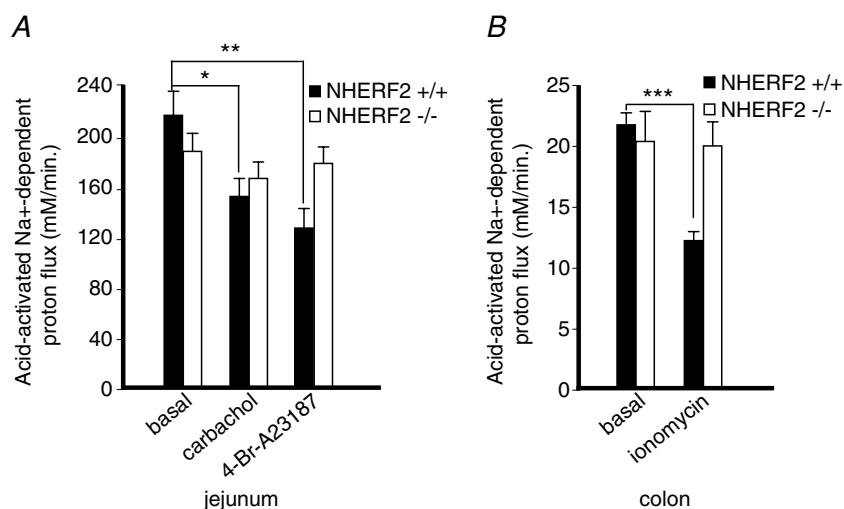 A
**
*
NHERF2 +/+
NHERF2 -/-
Acid-activated Na+-dependent
proton flux (mM/min.)
240
200
160
120
80
40
0
basal
carbachol
4-Br-A23187
jejunum
B
***
NHERF2 +/+
NHERF2 -/-
Acid-activated Na+-dependent
proton flux (mM/min.)
25
20
15
10
5
0
basal
ionomycin
colon